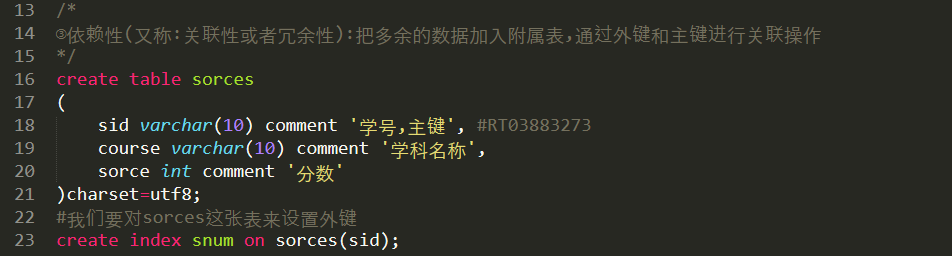 13 /*
14 ③依赖性(又称:关联性或者冗余性):把多余的数据加入附属表,通过外键和主键进行关联操作
15 */
16 create table sorces
17 (
18     sid varchar(10) comment '学号,主键', #RT03883273
19     course varchar(10) comment '学科名称',
20     sorce int comment '分数'
21 )charset=utf8;
22 #我们要对sorces这张表来设置外键
23 create index snum on sorces(sid);